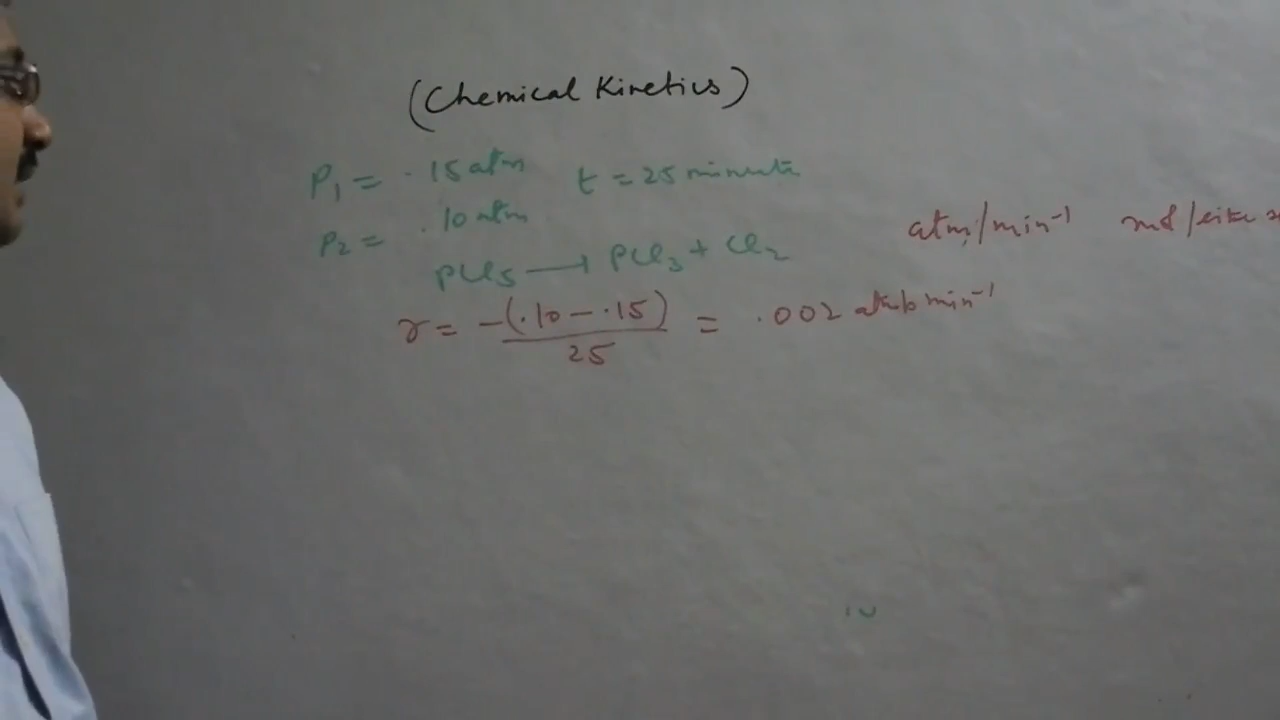 (Chemical Kinetics)
P₁ = .15 atm t = 25 minute
P₂ = .10 atm
atm/min⁻¹
PCl₅ → PCl₃ + Cl₂
r = -(.10 - .15) / 25 = .002 min⁻¹